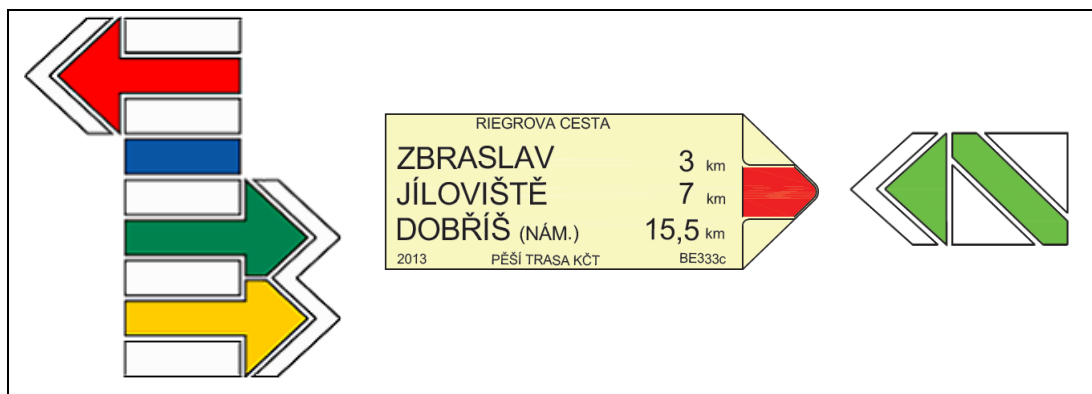 RIEGROVA CESTA
ZBRASLAV 3 km
JÍLOVIŠTĚ 7 km
DOBŘÍŠ (NÁM.) 15,5 km
2013 PĚŠÍ TRASA KČT BE333c